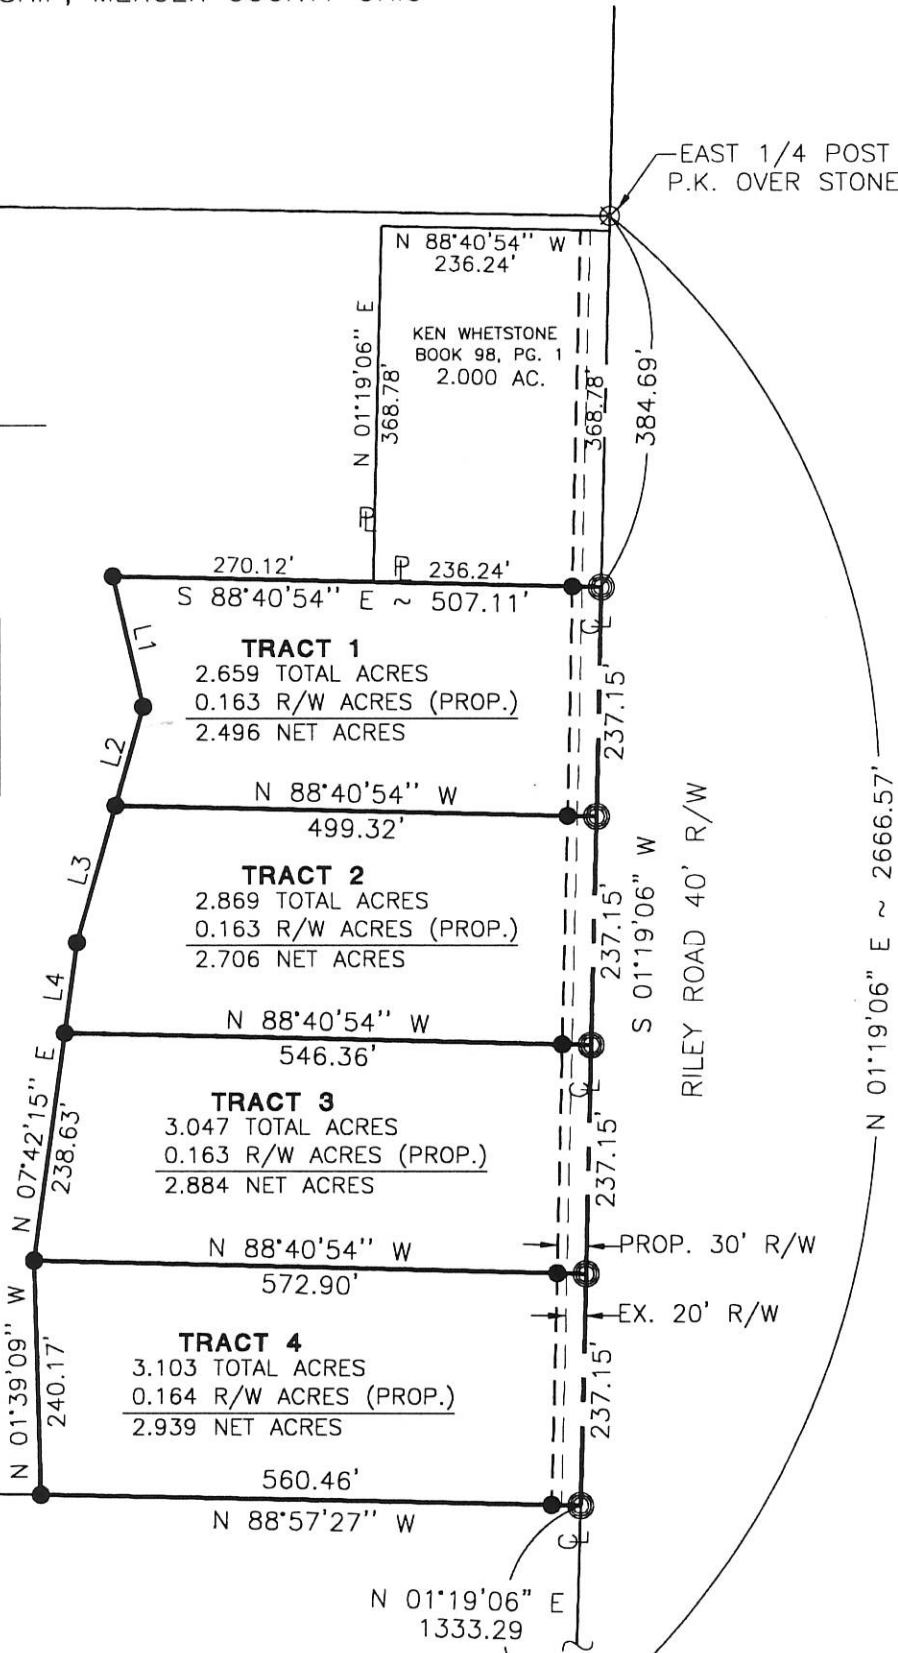 EAST 1/4 POST
P.K. OVER STONE
N 88°40'54" W
236.24'
N 01°19'06" E
368.78'
KEN WHETSTONE
BOOK 98, PG. 1
2.000 AC.
368.78'
384.69'
PL
270.12'
PL
236.24'
S 88°40'54" E ~ 507.11'
CL
L1
TRACT 1
2.659 TOTAL ACRES
0.163 R/W ACRES (PROP.)
2.496 NET ACRES
237.15'
L2
N 88°40'54" W
499.32'
L3
TRACT 2
2.869 TOTAL ACRES
0.163 R/W ACRES (PROP.)
2.706 NET ACRES
237.15'
S 01°19'06" W
RILEY ROAD 40' R/W
N 01°19'06" E ~ 2666.57'
L4
N 88°40'54" W
546.36'
CL
N 07°42'15" E
238.63'
TRACT 3
3.047 TOTAL ACRES
0.163 R/W ACRES (PROP.)
2.884 NET ACRES
237.15'
N 88°40'54" W
572.90'
PROP. 30' R/W
EX. 20' R/W
N 01°39'09" W
240.17'
TRACT 4
3.103 TOTAL ACRES
0.164 R/W ACRES (PROP.)
2.939 NET ACRES
237.15'
560.46'
N 88°57'27" W
CL
N 01°19'06" E
1333.29